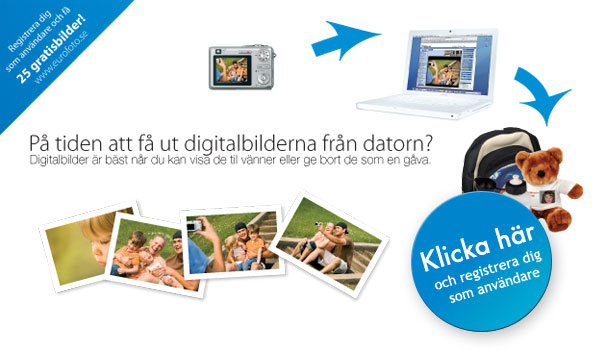 Registrera dig
som användare och få
25 gratisbilder!
www.eurofoto.se
På tiden att få ut digitalbilderna från datorn?
Digitalbilder är bäst når du kan visa de til vänner eller ge bort de som en gåva.
Klicka här
och registrera dig
som användare